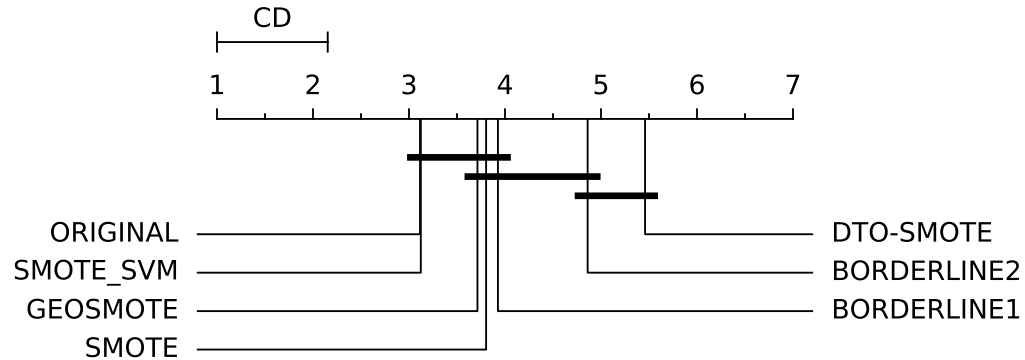 CD
1 2 3 4 5 6 7
ORIGINAL DTO-SMOTE
SMOTE_SVM BORDERLINE2
GEOSMOTE BORDERLINE1
SMOTE